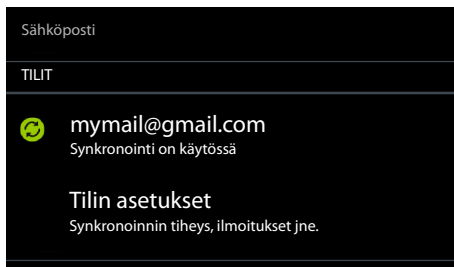 Sähköposti
TILIT
mymail@gmail.com
Synkronointi on käytössä
Tilin asetukset
Synkronoinnin tiheys, ilmoitukset jne.